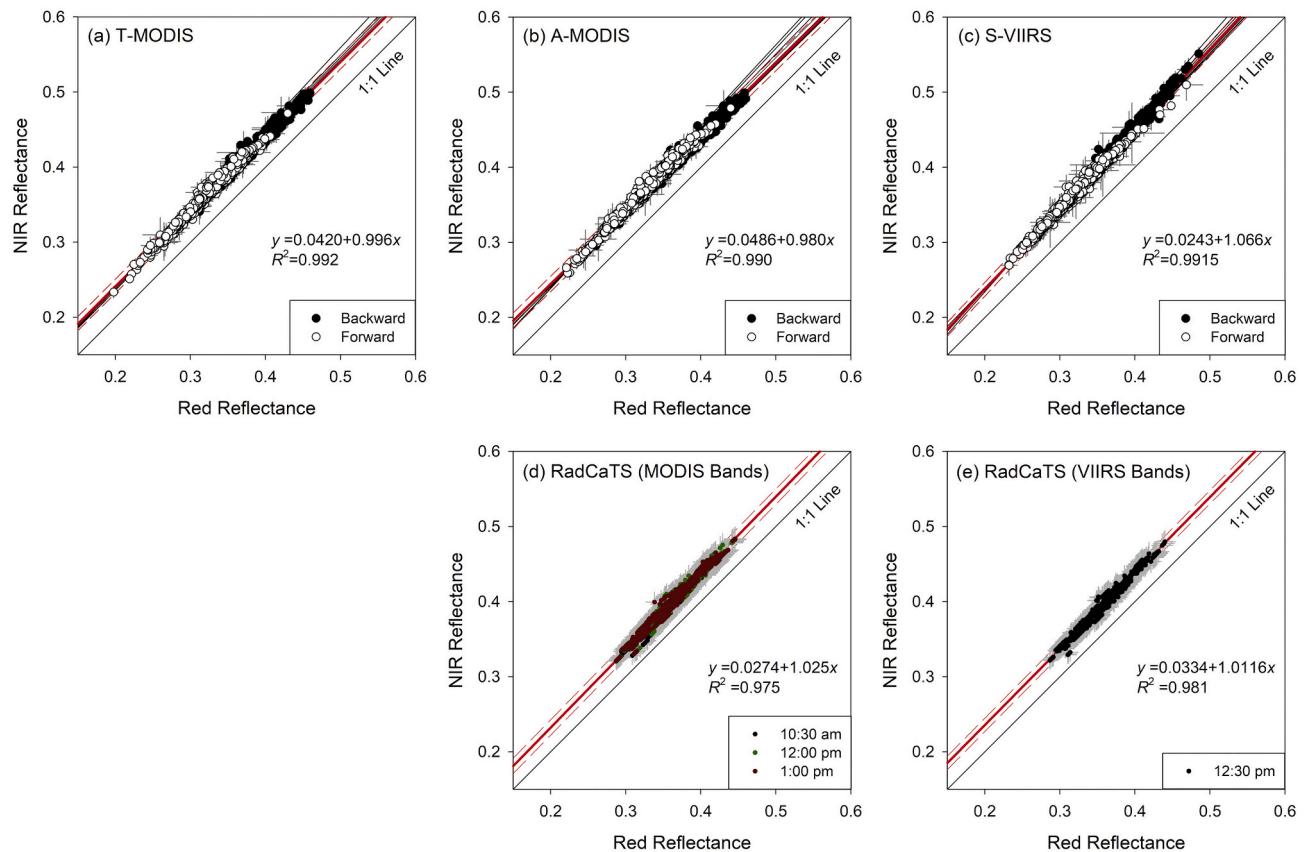 (a) T-MODIS
0.6
0.5
0.4
0.3
0.2
NIR Reflectance
1:1 Line
y =0.0420+0.996x
R²=0.992
Backward
Forward
0.2 0.3 0.4 0.5 0.6
Red Reflectance
(b) A-MODIS
0.6
0.5
0.4
0.3
0.2
NIR Reflectance
1:1 Line
y =0.0486+0.980x
R²=0.990
Backward
Forward
0.2 0.3 0.4 0.5 0.6
Red Reflectance
(c) S-VIIRS
0.6
0.5
0.4
0.3
0.2
NIR Reflectance
1:1 Line
y =0.0243+1.066x
R²=0.9915
Backward
Forward
0.2 0.3 0.4 0.5 0.6
Red Reflectance
(d) RadCaTS (MODIS Bands)
0.6
0.5
0.4
0.3
0.2
NIR Reflectance
1:1 Line
y =0.0274+1.025x
R² =0.975
10:30 am
12:00 pm
1:00 pm
0.2 0.3 0.4 0.5 0.6
Red Reflectance
(e) RadCaTS (VIIRS Bands)
0.6
0.5
0.4
0.3
0.2
NIR Reflectance
1:1 Line
y =0.0334+1.0116x
R² =0.981
12:30 pm
0.2 0.3 0.4 0.5 0.6
Red Reflectance